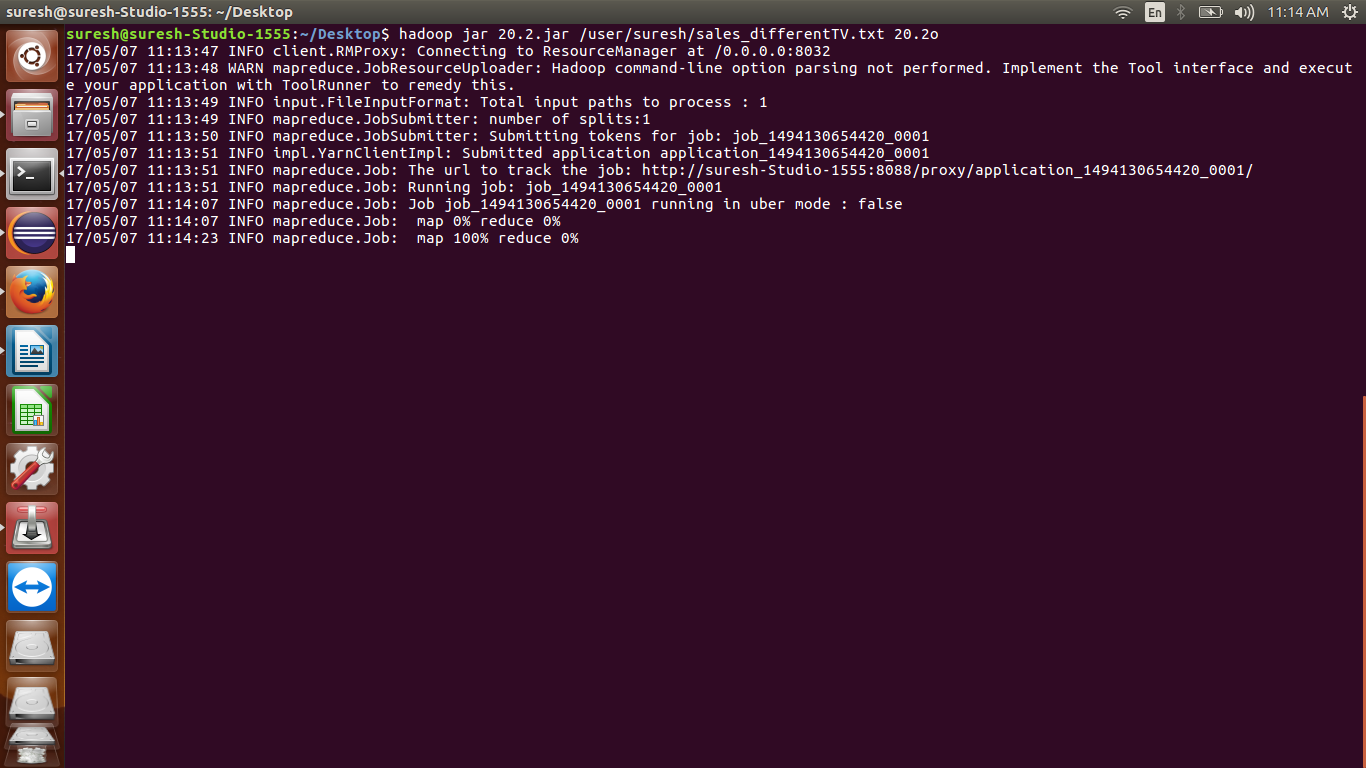 suresh@suresh-Studio-1555: ~/Desktop
En
11:14 AM
suresh@suresh-Studio-1555:~/Desktop$ hadoop jar 20.2.jar /user/suresh/sales_differentTV.txt 20.2o
17/05/07 11:13:47 INFO client.RMProxy: Connecting to ResourceManager at /0.0.0.0:8032
17/05/07 11:13:48 WARN mapreduce.JobResourceUploader: Hadoop command-line option parsing not performed. Implement the Tool interface and execut
e your application with ToolRunner to remedy this.
17/05/07 11:13:49 INFO input.FileInputFormat: Total input paths to process : 1
17/05/07 11:13:49 INFO mapreduce.JobSubmitter: number of splits:1
17/05/07 11:13:50 INFO mapreduce.JobSubmitter: Submitting tokens for job: job_1494130654420_0001
17/05/07 11:13:51 INFO impl.YarnClientImpl: Submitted application application_1494130654420_0001
17/05/07 11:13:51 INFO mapreduce.Job: The url to track the job: http://suresh-Studio-1555:8088/proxy/application_1494130654420_0001/
17/05/07 11:13:51 INFO mapreduce.Job: Running job: job_1494130654420_0001
17/05/07 11:14:07 INFO mapreduce.Job: Job job_1494130654420_0001 running in uber mode : false
17/05/07 11:14:07 INFO mapreduce.Job:  map 0% reduce 0%
17/05/07 11:14:23 INFO mapreduce.Job:  map 100% reduce 0%